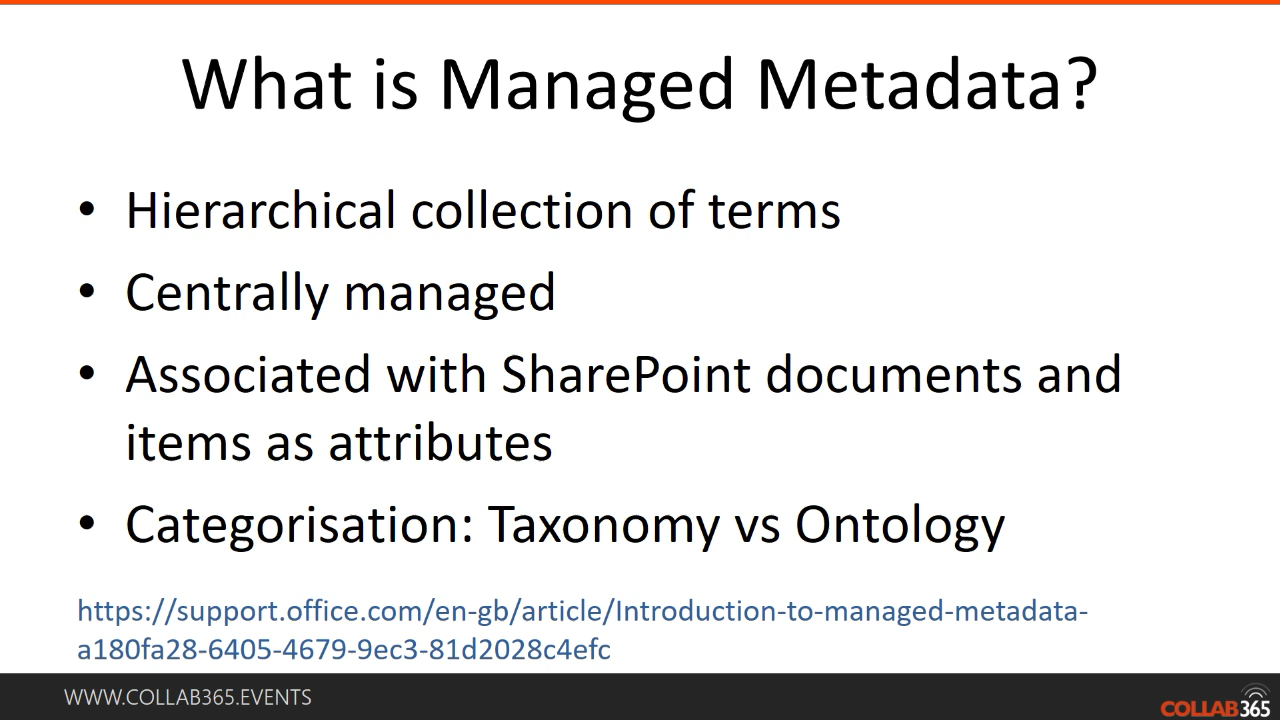 What is Managed Metadata?
• Hierarchical collection of terms
• Centrally managed
• Associated with SharePoint documents and
items as attributes
• Categorisation: Taxonomy vs Ontology
https://support.office.com/en-gb/article/Introduction-to-managed-metadata-
a180fa28-6405-4679-9ec3-81d2028c4efc
WWW.COLLAB365.EVENTS
COLLAB365